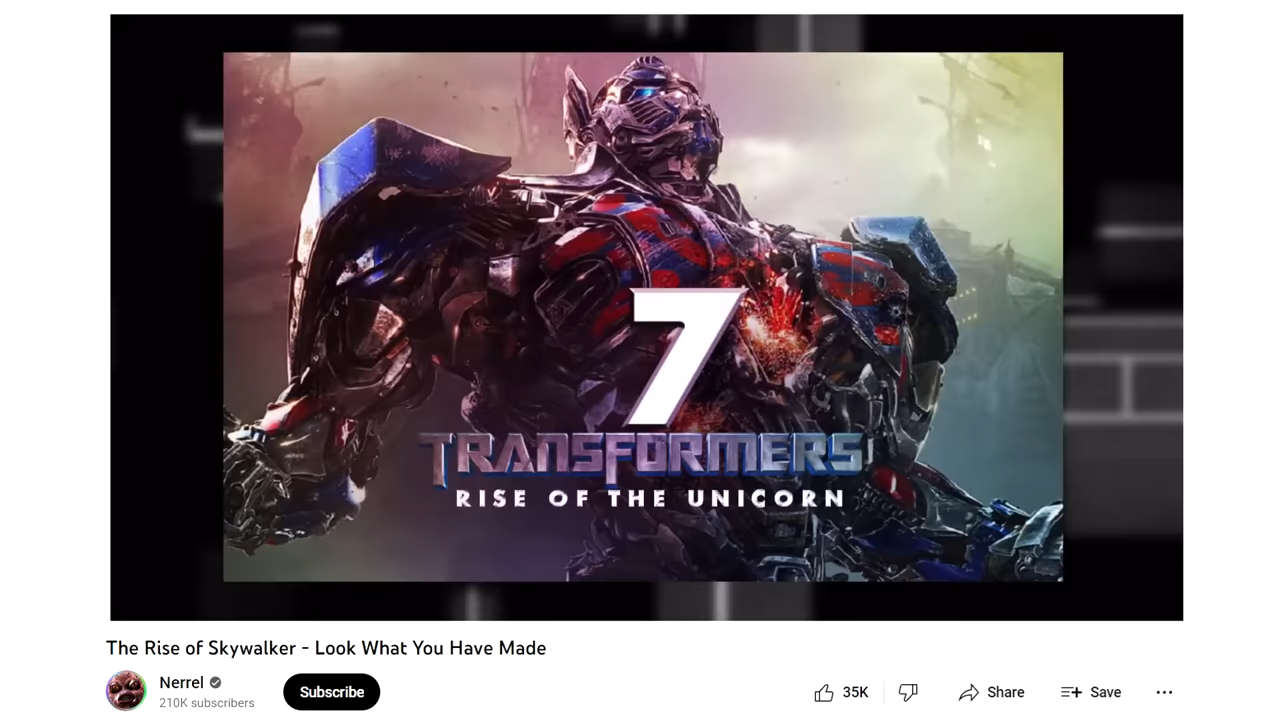 7
TRANSFORMERS
RISE OF THE UNICORN
The Rise of Skywalker - Look What You Have Made
Nerrel
210K subscribers
Subscribe
35K
Share
Save